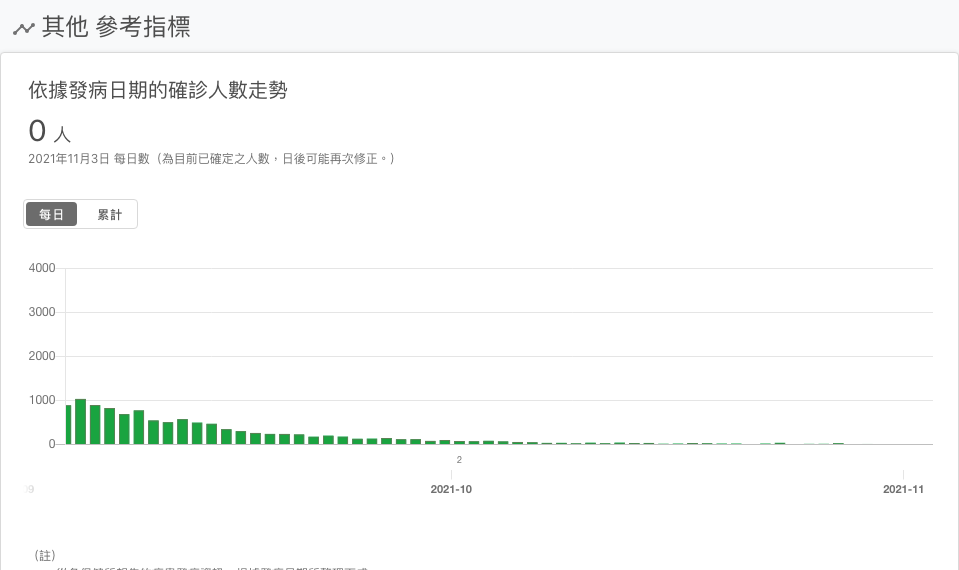 其他 參考指標
依據發病日期的確診人數走勢
0 人
2021年11月3日 每日數（為目前已確定之人數，日後可能再次修正。）
每日 累計
4000
3000
2000
1000
0
2
9 2021-10 2021-11
（註）